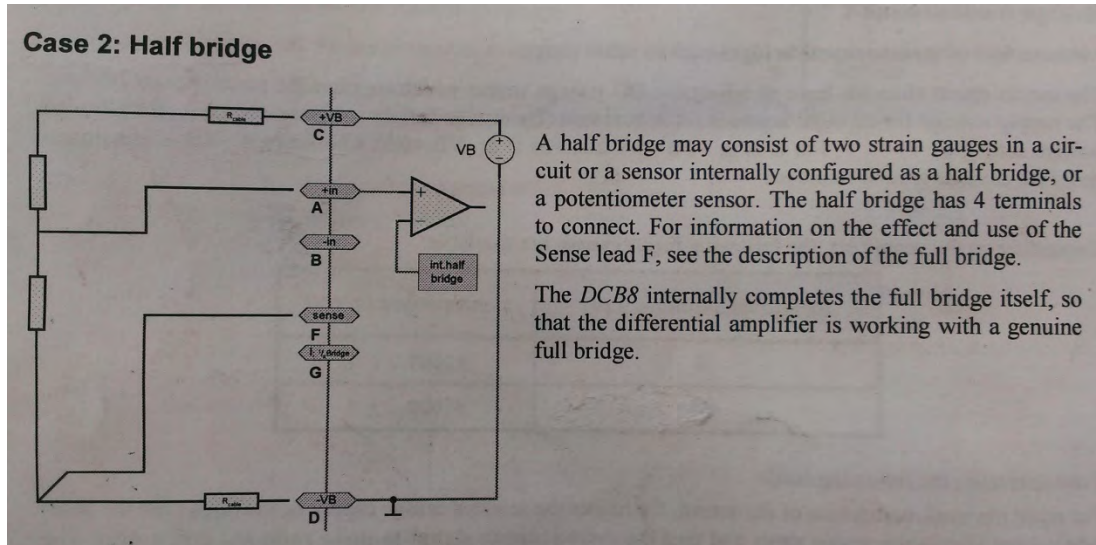 Case 2: Half bridge
Rcable
+VB
C
VB
+
-
+in
A
+
-
-in
B
int.half
bridge
sense
F
I: ¼Bridge
G
Rcable
-VB
D
A half bridge may consist of two strain gauges in a cir-
cuit or a sensor internally configured as a half bridge, or
a potentiometer sensor. The half bridge has 4 terminals
to connect. For information on the effect and use of the
Sense lead F, see the description of the full bridge.
The DCB8 internally completes the full bridge itself, so
that the differential amplifier is working with a genuine
full bridge.